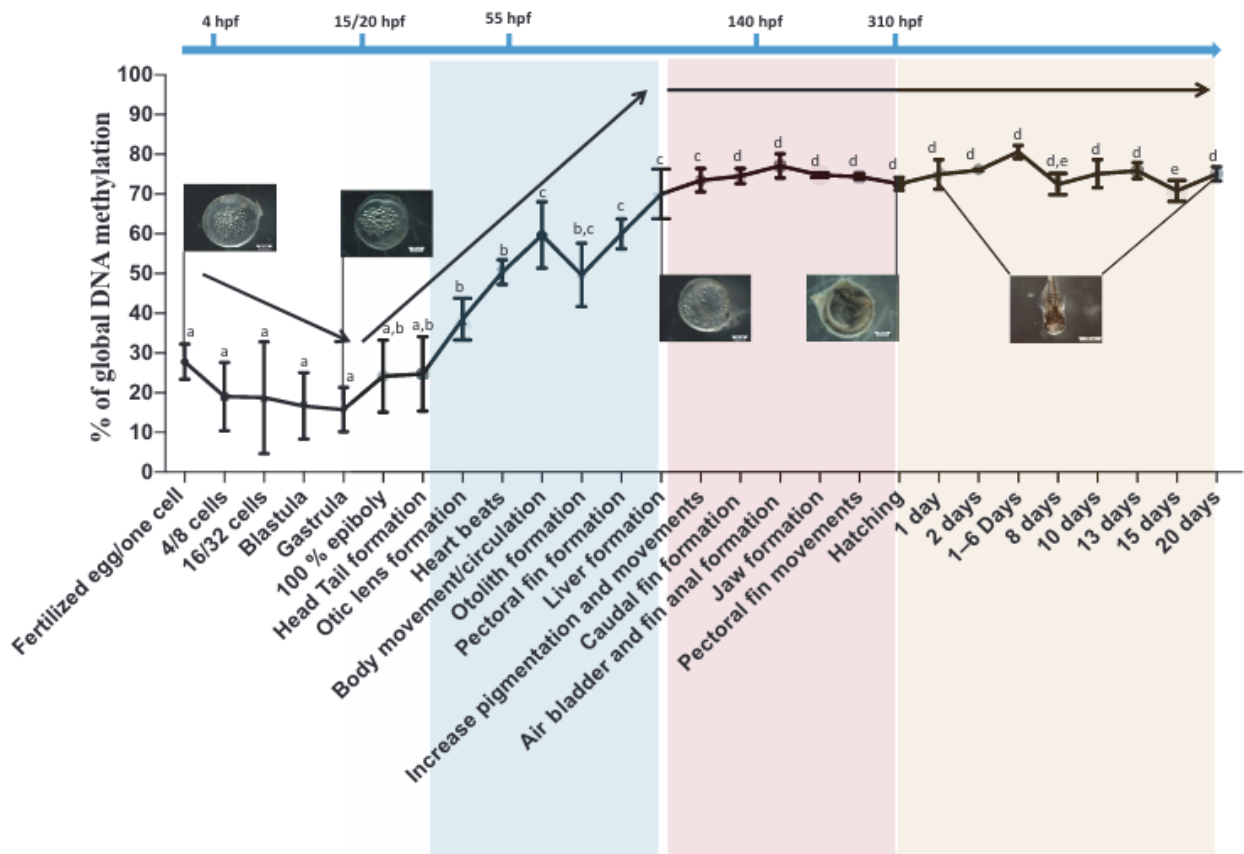 4 hpf 15/20 hpf 55 hpf 140 hpf 310 hpf
% of global DNA methylation
100
90
80
70
60
50
40
30
20
10
0
a
a
a
a
a
a,b
a,b
b
b
c
b,c
c
c
c
d
d
d
d
d
d
d
d
d,e
d
d
e
d
Fertilized egg/one cell
4/8 cells
16/32 cells
Blastula
Gastrula
100 % epiboly
Head Tail formation
Otic lens formation
Heart beats
Body movement/circulation
Otolith formation
Pectoral fin formation
Liver formation
Increase pigmentation and movements
Caudal fin formation
Air bladder and fin anal formation
Jaw formation
Pectoral fin movements
Hatching
1 day
2 days
1–6 Days
8 days
10 days
13 days
15 days
20 days